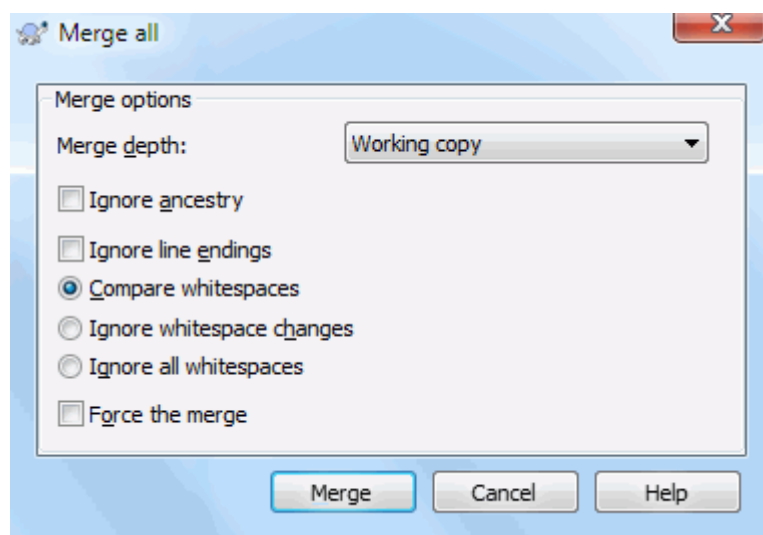 Merge all
Merge options
Merge depth: Working copy
Ignore ancestry
Ignore line endings
Compare whitespaces
Ignore whitespace changes
Ignore all whitespaces
Force the merge
Merge Cancel Help